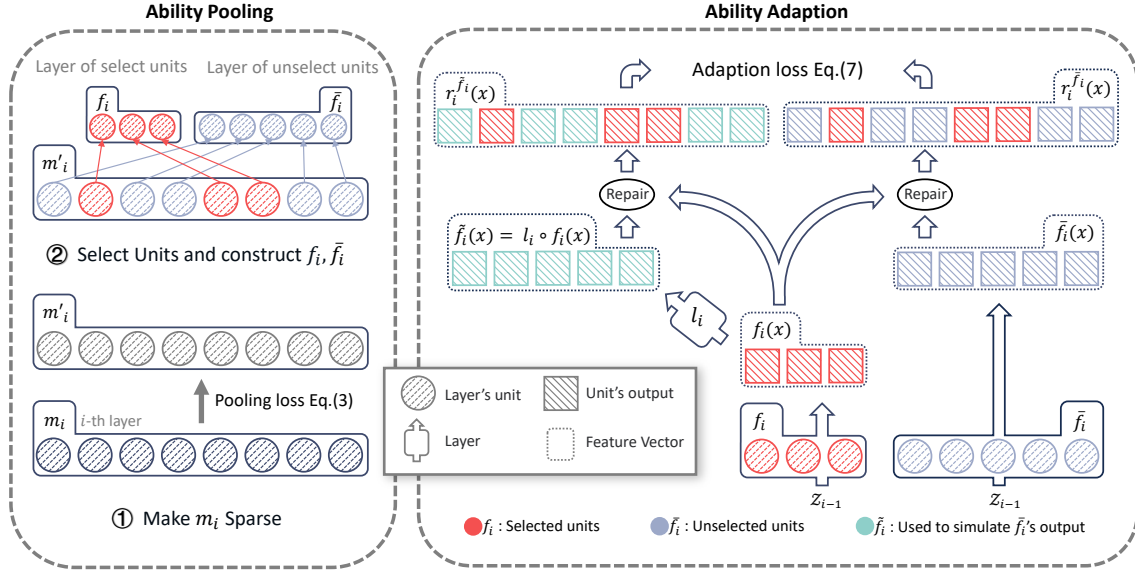 Ability Pooling
Layer of select units
Layer of unselect units
f_i
f̄_i
m'_i
② Select Units and construct f_i, f̄_i
m'_i
Pooling loss Eq.(3)
m_i
i-th layer
① Make m_i Sparse
Ability Adaption
Adaption loss Eq.(7)
r_i^{f̃_i}(x)
r_i^{f̄_i}(x)
Repair
Repair
f̃_i(x) = l_i ∘ f_i(x)
f̄_i(x)
l_i
f_i(x)
Layer's unit
Unit's output
Layer
Feature Vector
f_i
f̄_i
z_{i-1}
z_{i-1}
f_i : Selected units
f̄_i : Unselected units
f̃_i : Used to simulate f̄_i's output